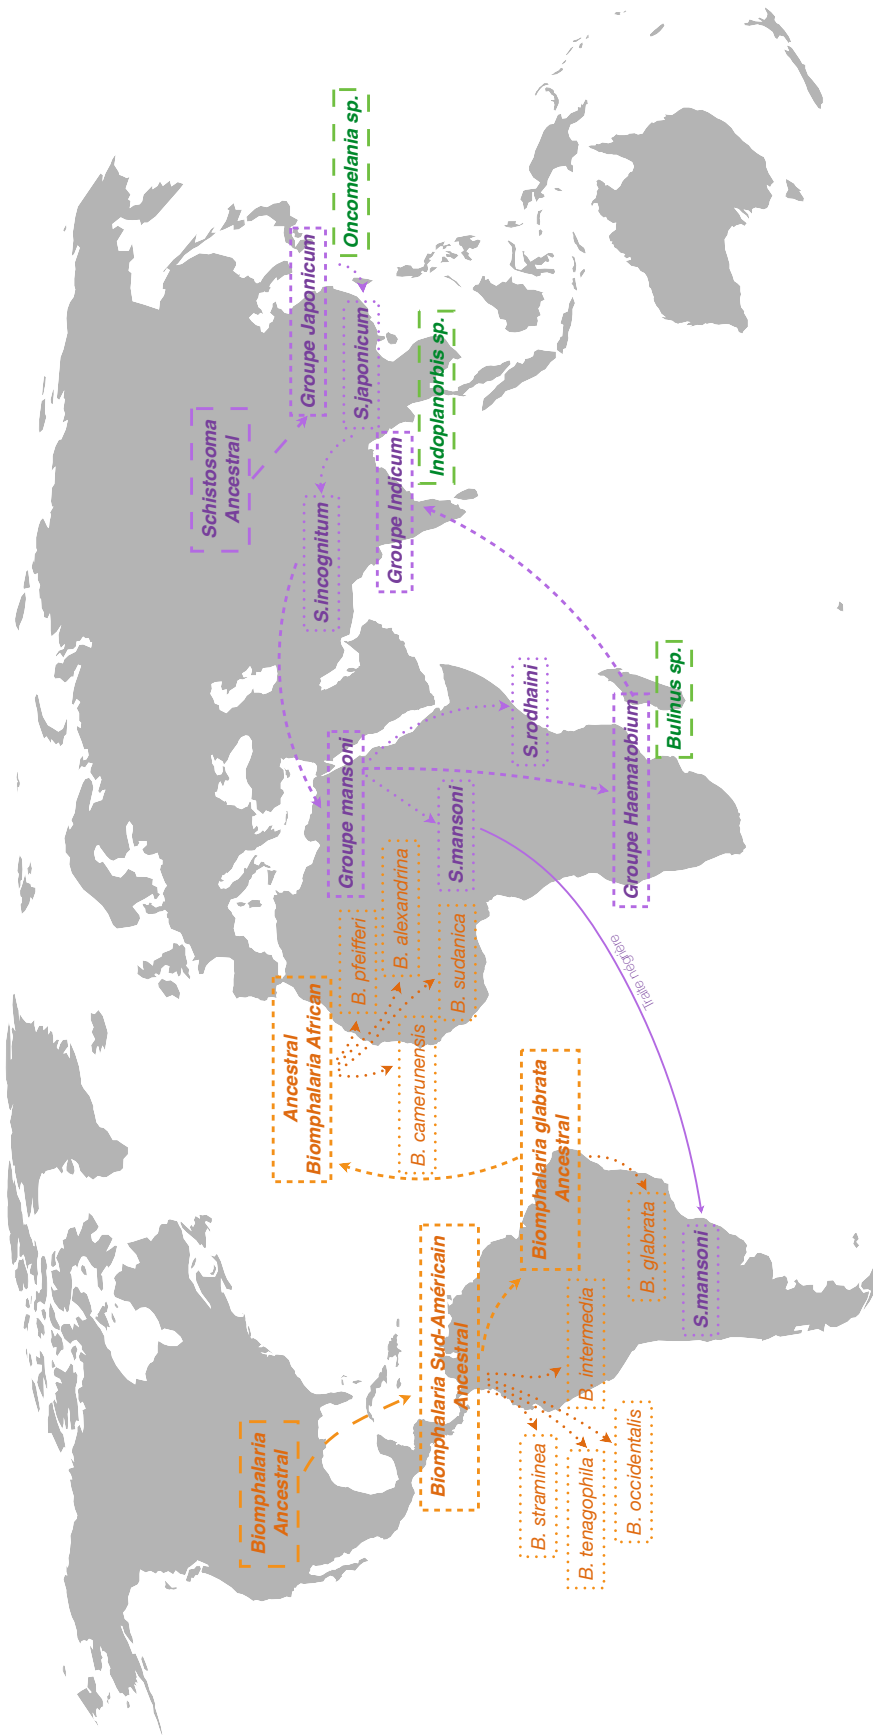 Biomphalaria
Ancestral
Biomphalaria Sud-Américain
Ancestral
B. straminea
B. tenagophila
B. occidentalis
B. intermedia
Biomphalaria glabrata
Ancestral
B. glabrata
S.mansoni
Ancestral
Biomphalaria African
B. pfeifferi
B. alexandrina
B. camerunensis
B. sudanica
Groupe mansoni
S.mansoni
S.rodhaini
Groupe Haematobium
Bulinus sp.
Traite négrière
Schistosoma
Ancestral
Groupe Japonicum
Oncomelania sp.
S.japonicum
S.incognitum
Groupe Indicum
Indoplanorbis sp.